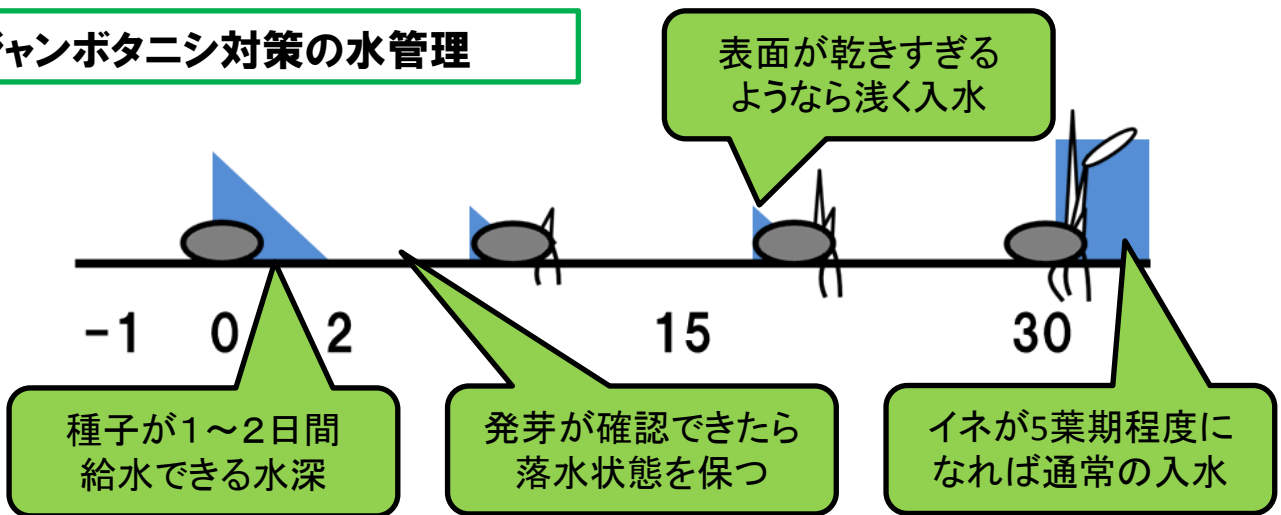 ジャンボタニシ対策の水管理
表面が乾きすぎる
ようなら浅く入水
-1 0 2 15 30
種子が1～2日間
給水できる水深
発芽が確認できたら
落水状態を保つ
イネが5葉期程度に
なれば通常の入水